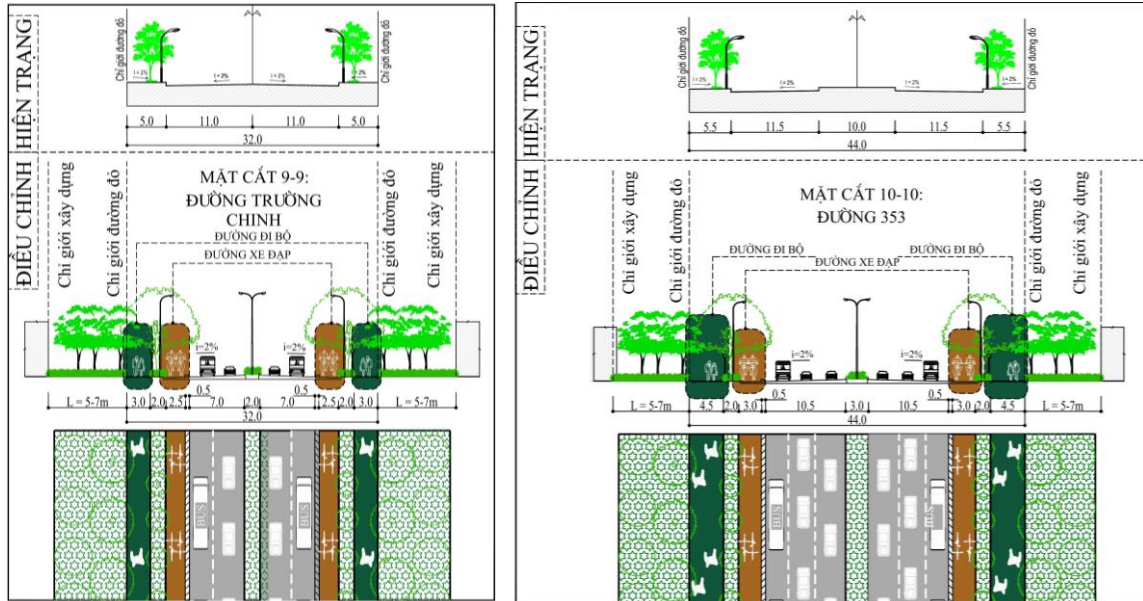 HIỆN TRẠNG
ĐIỀU CHỈNH
Chỉ giới đường đỏ
Chỉ giới đường đỏ
i = 2%
i = 2%
i = 2%
i = 2%
5.0 11.0 11.0 5.0
32.0
Chỉ giới xây dựng
Chỉ giới đường đỏ
MẶT CẮT 9-9:
ĐƯỜNG TRƯỜNG
CHINH
Chỉ giới đường đỏ
Chỉ giới xây dựng
ĐƯỜNG ĐI BỘ
ĐƯỜNG XE ĐẠP
i=2%
i=2%
0.5 0.5
L = 5-7m 3.0 2.0 2.5 7.0 2.0 7.0 2.5 2.0 3.0 L = 5-7m
32.0
BUS
BUS
HIỆN TRẠNG
ĐIỀU CHỈNH
Chỉ giới đường đỏ
Chỉ giới đường đỏ
i = 2%
i = 2%
i = 2%
i = 2%
5.5 11.5 10.0 11.5 5.5
44.0
Chỉ giới xây dựng
Chỉ giới đường đỏ
MẶT CẮT 10-10:
ĐƯỜNG 353
Chỉ giới đường đỏ
Chỉ giới xây dựng
ĐƯỜNG ĐI BỘ ĐƯỜNG ĐI BỘ
ĐƯỜNG XE ĐẠP
i=2%
i=2%
0.5 0.5
L = 5-7m 4.5 2.0 3.0 10.5 3.0 10.5 3.0 2.0 4.5 L = 5-7m
44.0
BUS
BUS